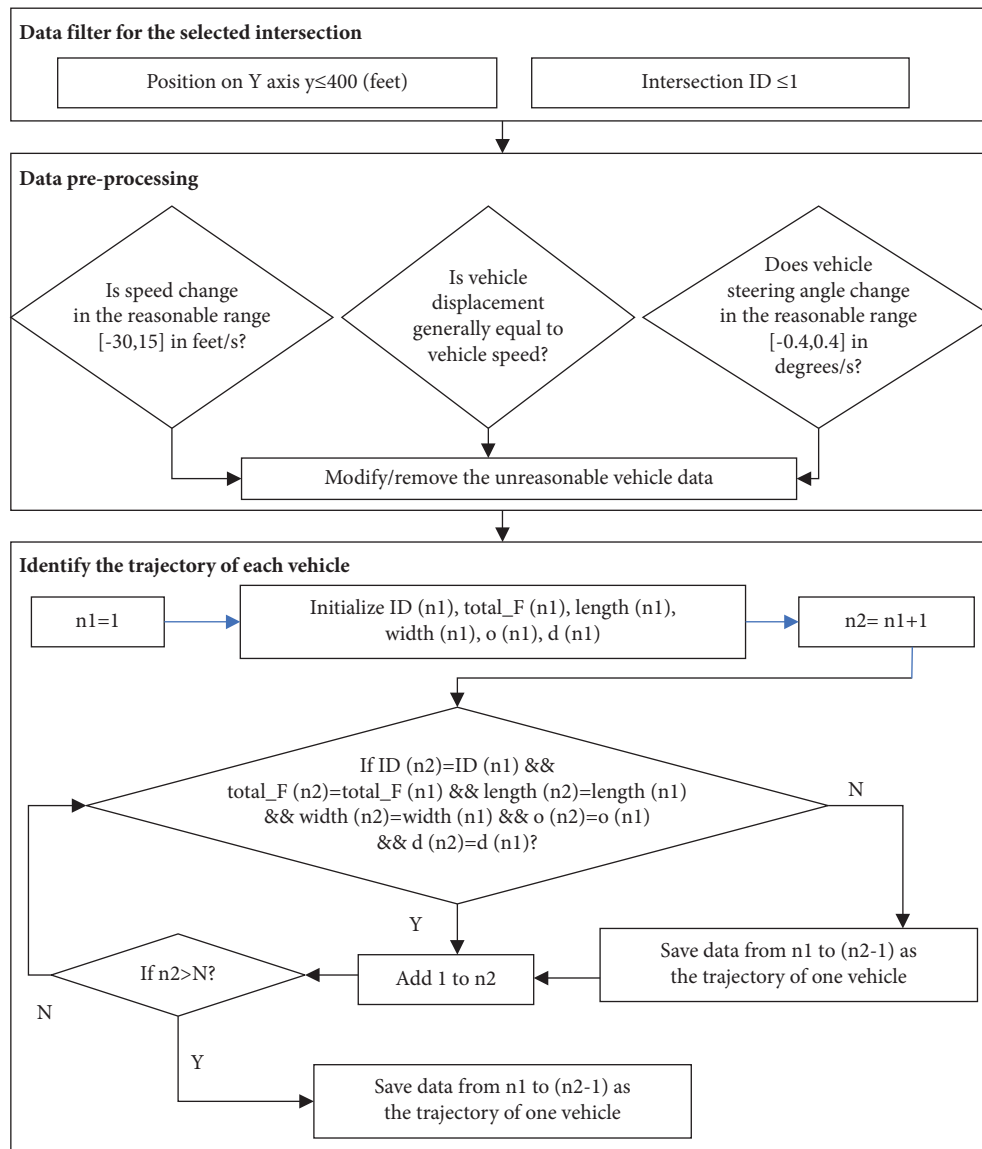 Data filter for the selected intersection
Position on Y axis y≤400 (feet)
Intersection ID ≤1
Data pre-processing
Is speed change
in the reasonable range
[-30,15] in feet/s?
Is vehicle
displacement
generally equal to
vehicle speed?
Does vehicle
steering angle change
in the reasonable range
[-0.4,0.4] in
degrees/s?
Modify/remove the unreasonable vehicle data
Identify the trajectory of each vehicle
n1=1
Initialize ID (n1), total_F (n1), length (n1),
width (n1), o (n1), d (n1)
n2= n1+1
If ID (n2)=ID (n1) &&
total_F (n2)=total_F (n1) && length (n2)=length (n1)
&& width (n2)=width (n1) && o (n2)=o (n1)
&& d (n2)=d (n1)?
N
Y
Save data from n1 to (n2-1) as
the trajectory of one vehicle
Add 1 to n2
If n2>N?
N
Y
Save data from n1 to (n2-1) as
the trajectory of one vehicle